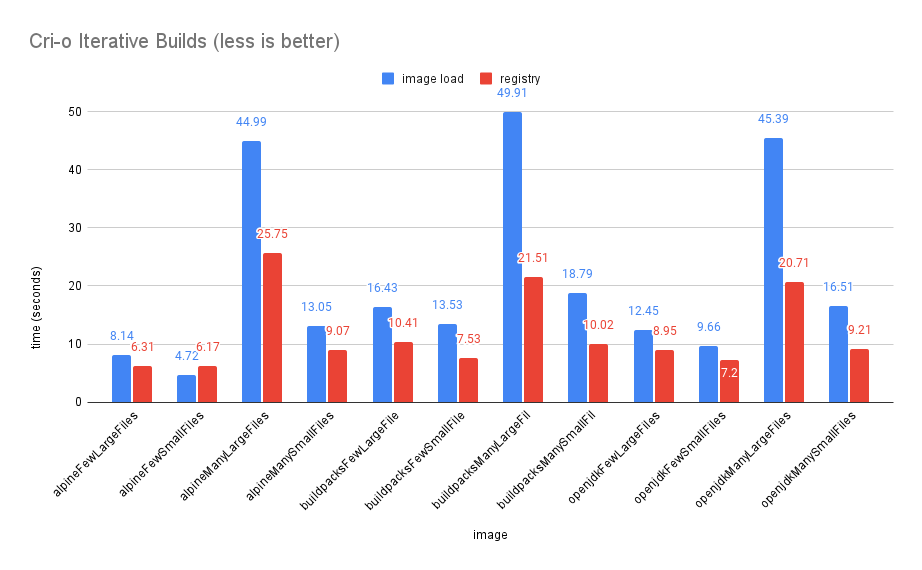 Cri-o Iterative Builds (less is better)
image load
registry
time (seconds)
50
40
30
20
10
0
8.14
6.31
4.72
6.17
44.99
25.75
13.05
9.07
16.43
10.41
13.53
7.53
49.91
21.51
18.79
10.02
12.45
8.95
9.66
7.2
45.39
20.71
16.51
9.21
alpineFewLargeFiles
alpineFewSmallFiles
alpineManyLargeFiles
alpineManySmallFiles
buildpacksFewLargeFile
buildpacksFewSmallFile
buildpacksManyLargeFil
buildpacksManySmallFil
openjdkFewLargeFiles
openjdkFewSmallFiles
openjdkManyLargeFiles
openjdkManySmallFiles
image